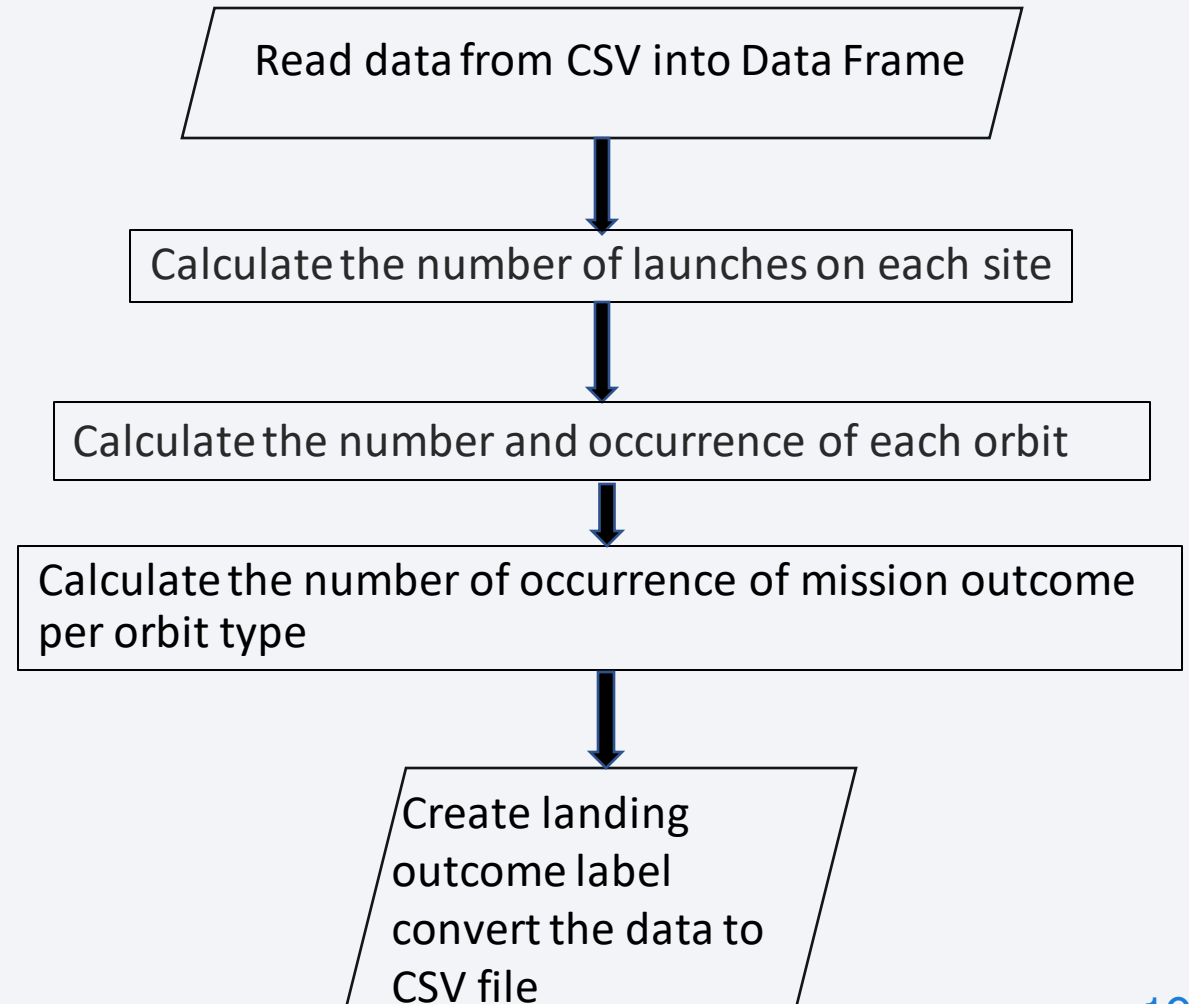 Read data from CSV into Data Frame
Calculate the number of launches on each site
Calculate the number and occurrence of each orbit
Calculate the number of occurrence of mission outcome
per orbit type
Create landing
outcome label
convert the data to
CSV file